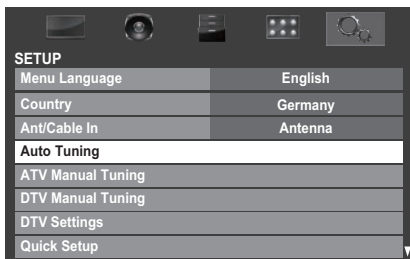 SETUP
Menu Language English
Country Germany
Ant/Cable In Antenna
Auto Tuning
ATV Manual Tuning
DTV Manual Tuning
DTV Settings
Quick Setup